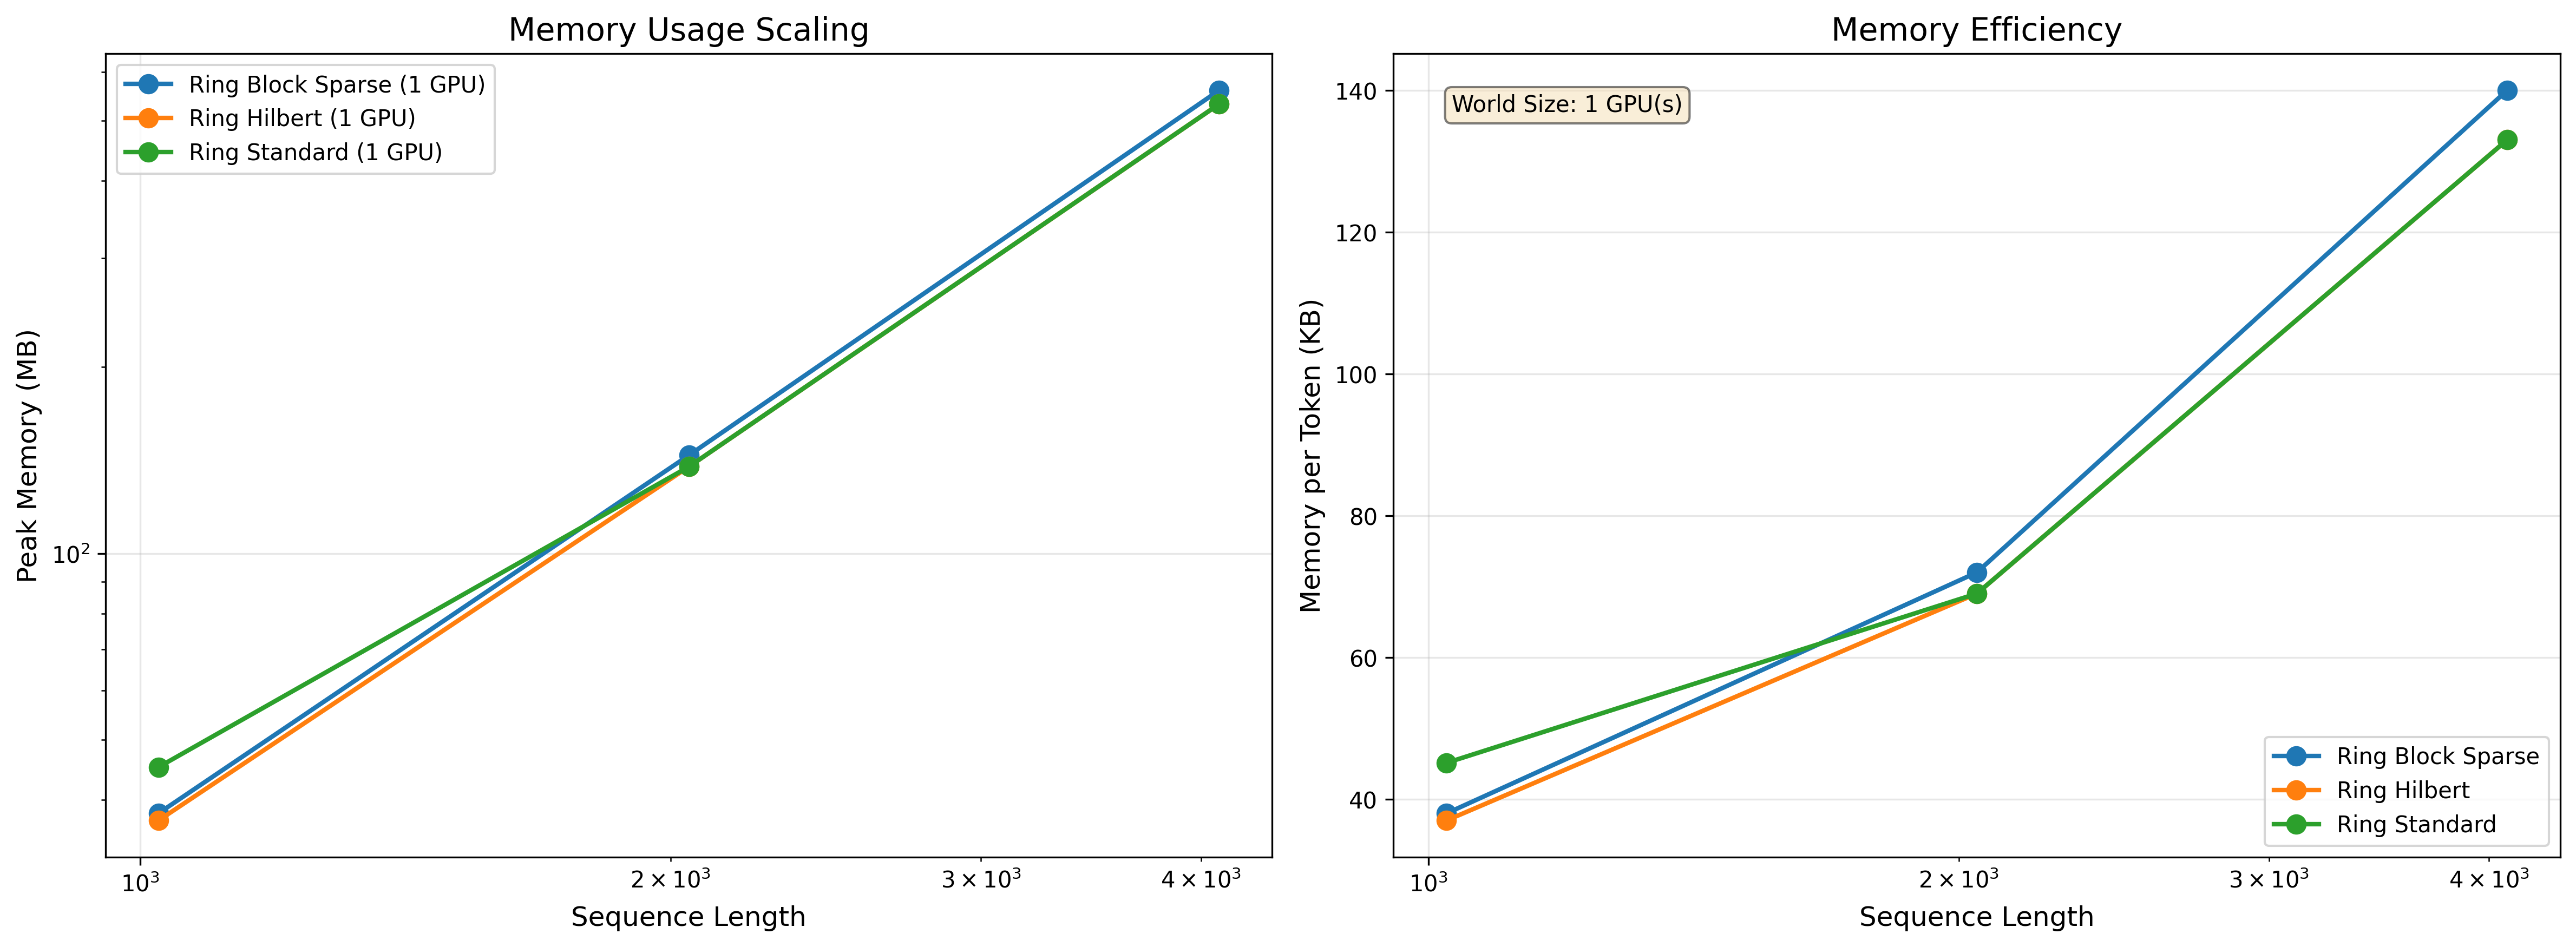 Memory Usage Scaling
Ring Block Sparse (1 GPU)
Ring Hilbert (1 GPU)
Ring Standard (1 GPU)
Peak Memory (MB)
10²
10³
2 × 10³
3 × 10³
4 × 10³
Sequence Length
Memory Efficiency
World Size: 1 GPU(s)
Memory per Token (KB)
140
120
100
80
60
40
Ring Block Sparse
Ring Hilbert
Ring Standard
10³
2 × 10³
3 × 10³
4 × 10³
Sequence Length